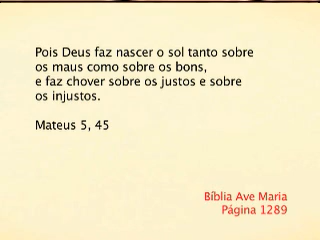 Pois Deus faz nascer o sol tanto sobre
os maus como sobre os bons,
e faz chover sobre os justos e sobre
os injustos.
Mateus 5, 45
Bíblia Ave Maria
Página 1289